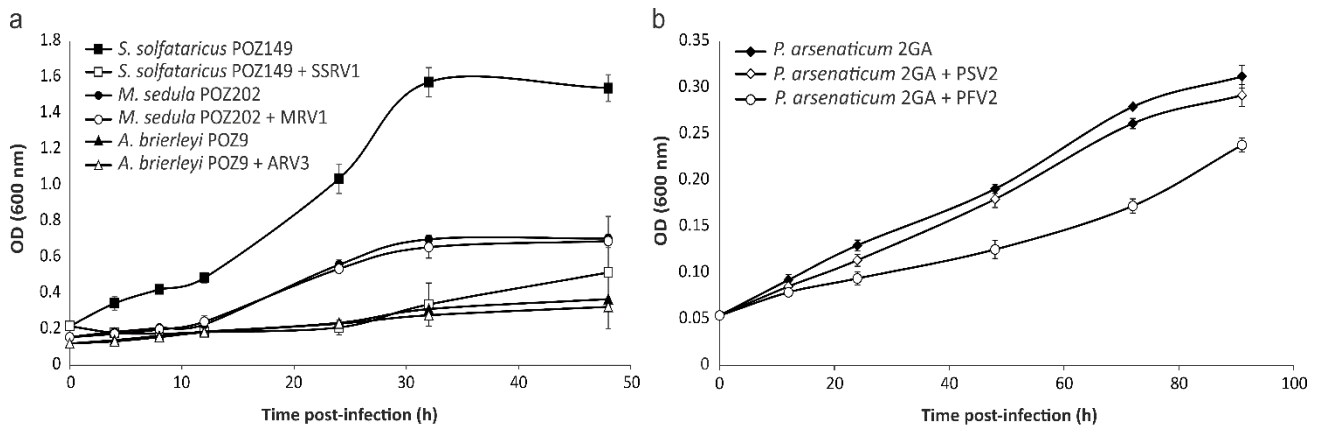 a
S. solfataricus POZ149
S. solfataricus POZ149 + SSRV1
M. sedula POZ202
M. sedula POZ202 + MRV1
A. brierleyi POZ9
A. brierleyi POZ9 + ARV3
OD (600 nm)
1.8
1.6
1.4
1.2
1.0
0.8
0.6
0.4
0.2
0
0 10 20 30 40 50
Time post-infection (h)
b
P. arsenaticum 2GA
P. arsenaticum 2GA + PSV2
P. arsenaticum 2GA + PFV2
OD (600 nm)
0.35
0.30
0.25
0.20
0.15
0.10
0.05
0
0 20 40 60 80 100
Time post-infection (h)